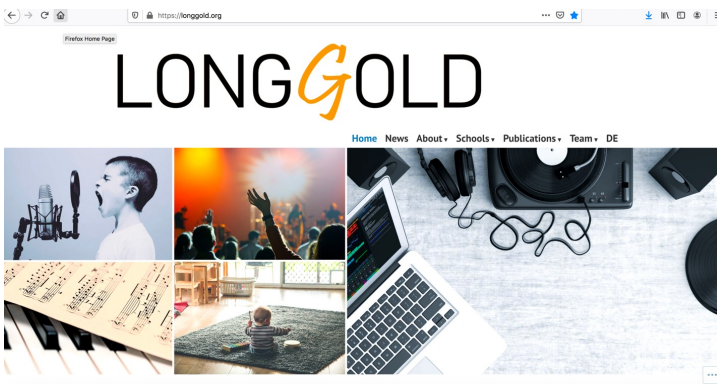 https://longgold.org
Firefox Home Page
LONGGOLD
Home News About▾ Schools▾ Publications▾ Team▾ DE